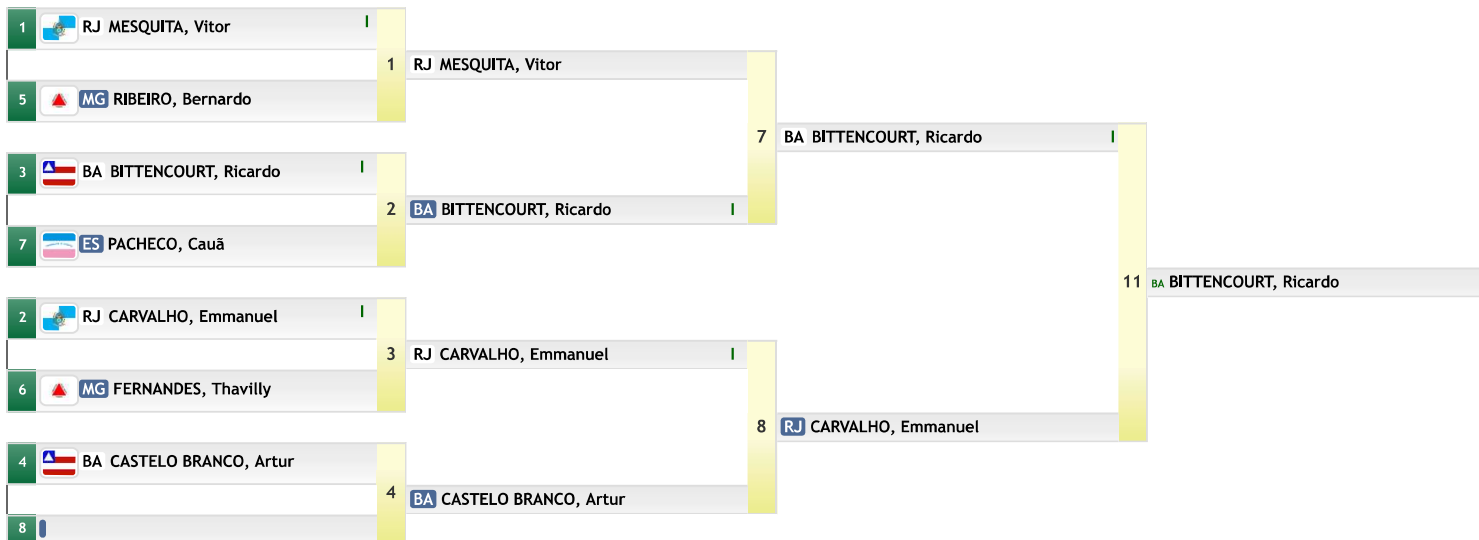 1 RJ MESQUITA, Vitor I
1 RJ MESQUITA, Vitor
5 MG RIBEIRO, Bernardo
7 BA BITTENCOURT, Ricardo I
3 BA BITTENCOURT, Ricardo I
2 BA BITTENCOURT, Ricardo I
7 ES PACHECO, Cauã
11 BA BITTENCOURT, Ricardo
2 RJ CARVALHO, Emmanuel I
3 RJ CARVALHO, Emmanuel I
6 MG FERNANDES, Thavilly
8 RJ CARVALHO, Emmanuel
4 BA CASTELO BRANCO, Artur
4 BA CASTELO BRANCO, Artur
8